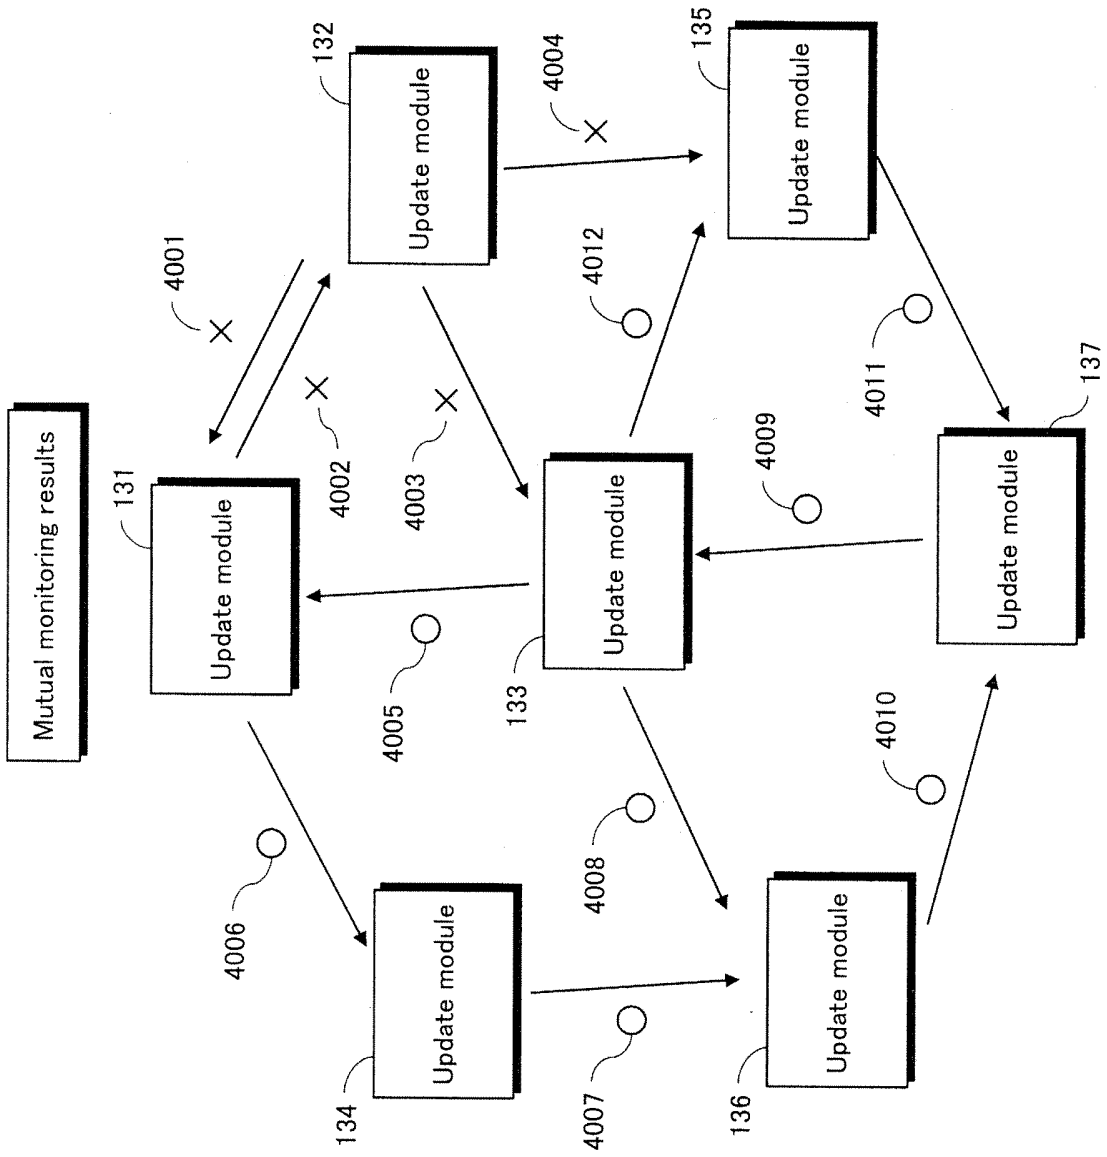 Mutual monitoring results
131
Update module
132
Update module
133
Update module
134
Update module
135
Update module
136
Update module
137
Update module
4001
4002
4003
4004
4005
4006
4007
4008
4009
4010
4011
4012